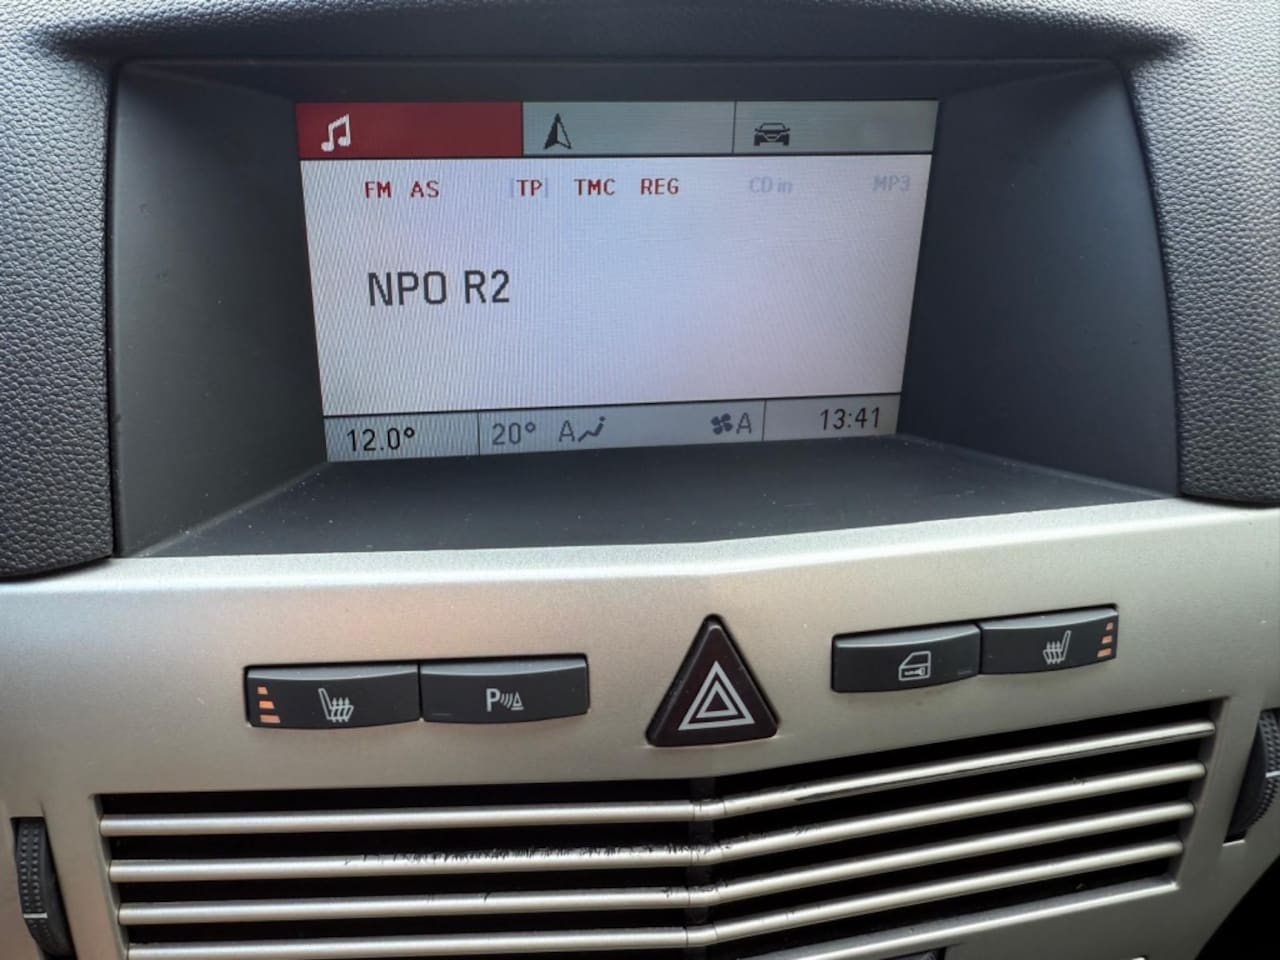 FM AS [TP] TMC REG CD in MP3
NPO R2
12.0° 20° A A 13:41
P